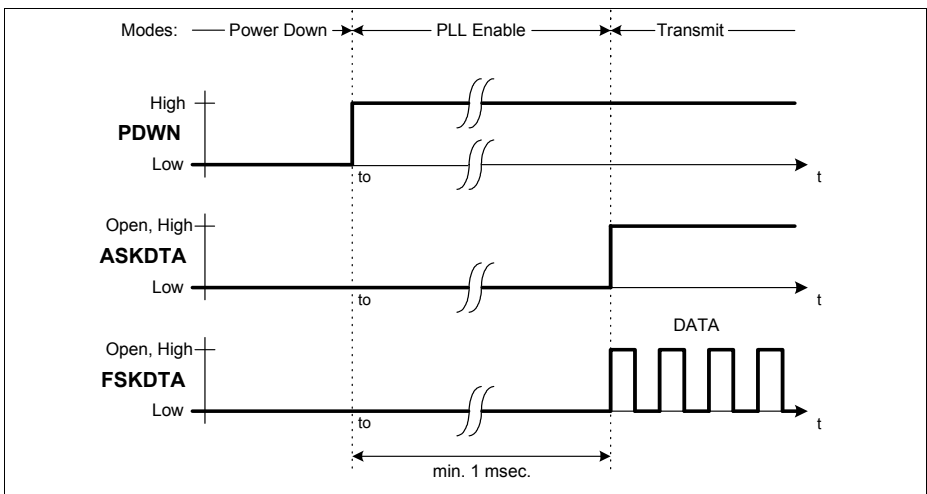 Modes: Power Down PLL Enable Transmit
High
PDWN
Low
to
t
Open, High
ASKDTA
Low
to
t
DATA
Open, High
FSKDTA
Low
to
t
min. 1 msec.